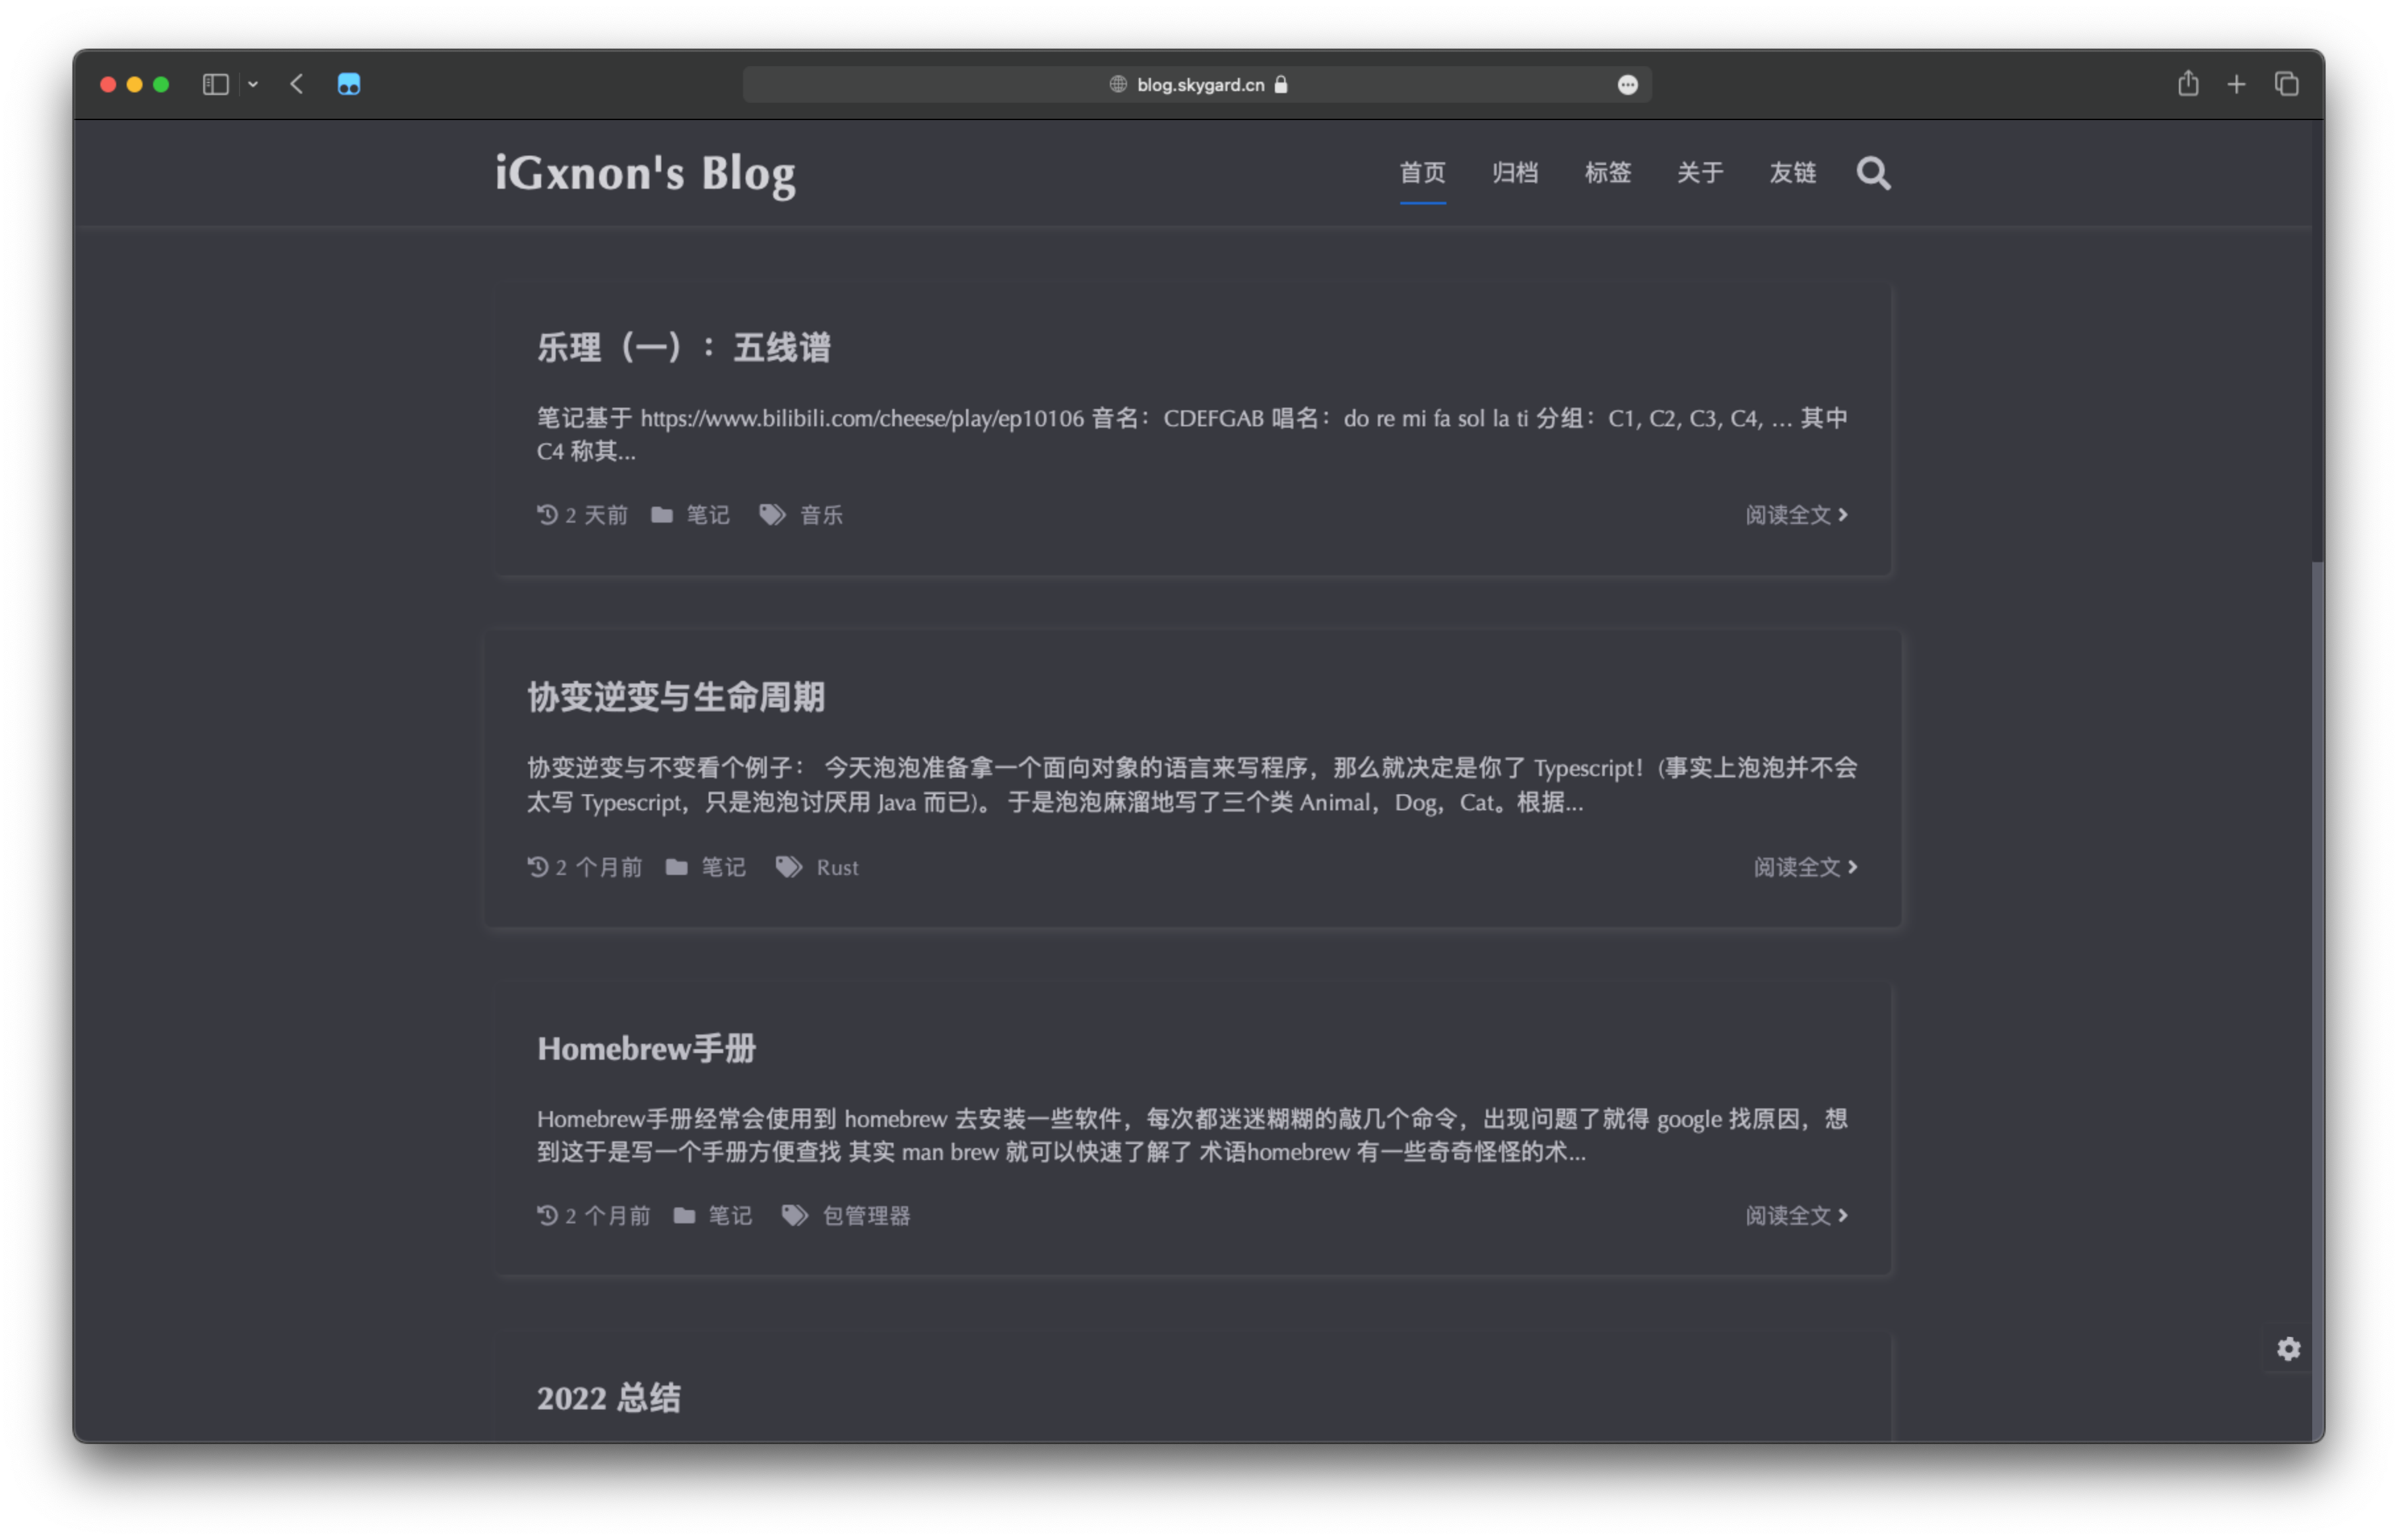 blog.skygard.cn
iGxnon's Blog
首页 归档 标签 关于 友链
乐理（一）：五线谱
笔记基于 https://www.bilibili.com/cheese/play/ep10106 音名：CDEFGAB 唱名：do re mi fa sol la ti 分组：C1, C2, C3, C4, … 其中
C4 称其...
2 天前 笔记 音乐 阅读全文
协变逆变与生命周期
协变逆变与不变看个例子： 今天泡泡准备拿一个面向对象的语言来写程序，那么就决定是你了 Typescript！(事实上泡泡并不会
太写 Typescript，只是泡泡讨厌用 Java 而已)。 于是泡泡麻溜地写了三个类 Animal，Dog，Cat。根据...
2 个月前 笔记 Rust 阅读全文
Homebrew手册
Homebrew手册经常会使用到 homebrew 去安装一些软件，每次都迷迷糊糊的敲几个命令，出现问题了就得 google 找原因，想
到这于是写一个手册方便查找 其实 man brew 就可以快速了解了 术语homebrew 有一些奇奇怪怪的术...
2 个月前 笔记 包管理器 阅读全文
2022 总结